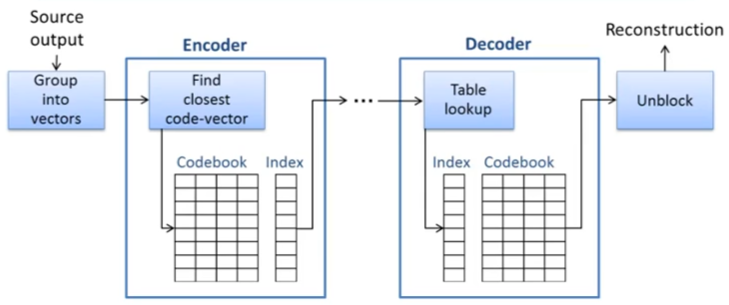 Source
output
Group
into
vectors
Encoder
Find
closest
code-vector
Codebook
Index
...
Decoder
Table
lookup
Index
Codebook
Reconstruction
Unblock